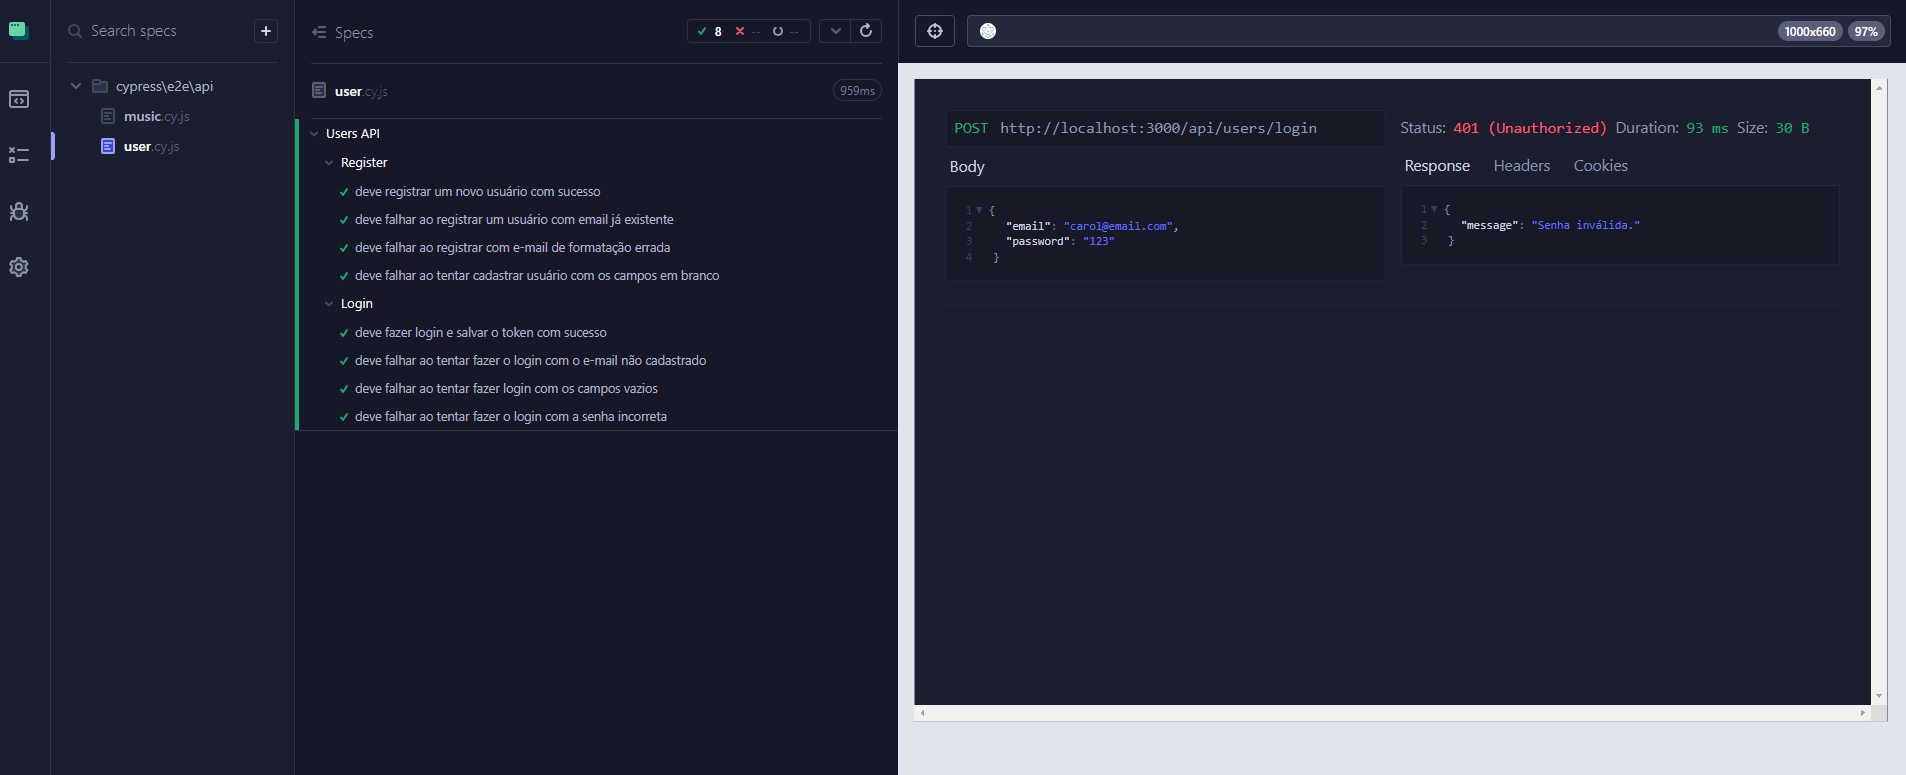 Search specs
cypress\e2e\api
music.cy.js
user.cy.js
Specs
8 -- --
user.cy.js 959ms
Users API
Register
deve registrar um novo usuário com sucesso
deve falhar ao registrar um usuário com email já existente
deve falhar ao registrar com e-mail de formatação errada
deve falhar ao tentar cadastrar usuário com os campos em branco
Login
deve fazer login e salvar o token com sucesso
deve falhar ao tentar fazer o login com o e-mail não cadastrado
deve falhar ao tentar fazer login com os campos vazios
deve falhar ao tentar fazer o login com a senha incorreta
1000x660 97%
POST http://localhost:3000/api/users/login
Status: 401 (Unauthorized) Duration: 93 ms Size: 30 B
Body
1 {
2 "email": "carol@email.com",
3 "password": "123"
4 }
Response Headers Cookies
1 {
2 "message": "Senha inválida."
3 }